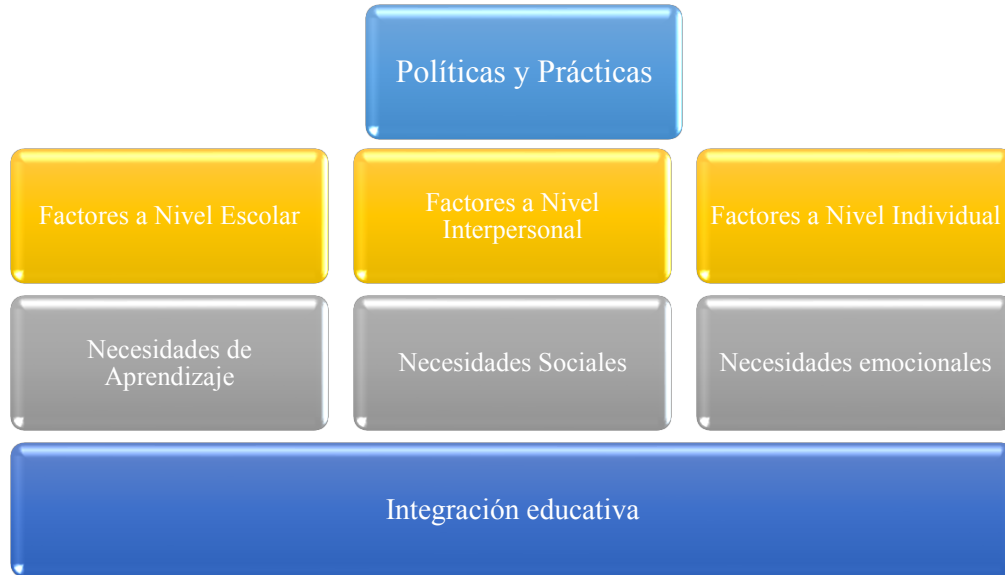 Políticas y Prácticas
Factores a Nivel Escolar
Factores a Nivel
Interpersonal
Factores a Nivel Individual
Necesidades de
Aprendizaje
Necesidades Sociales
Necesidades emocionales
Integración educativa